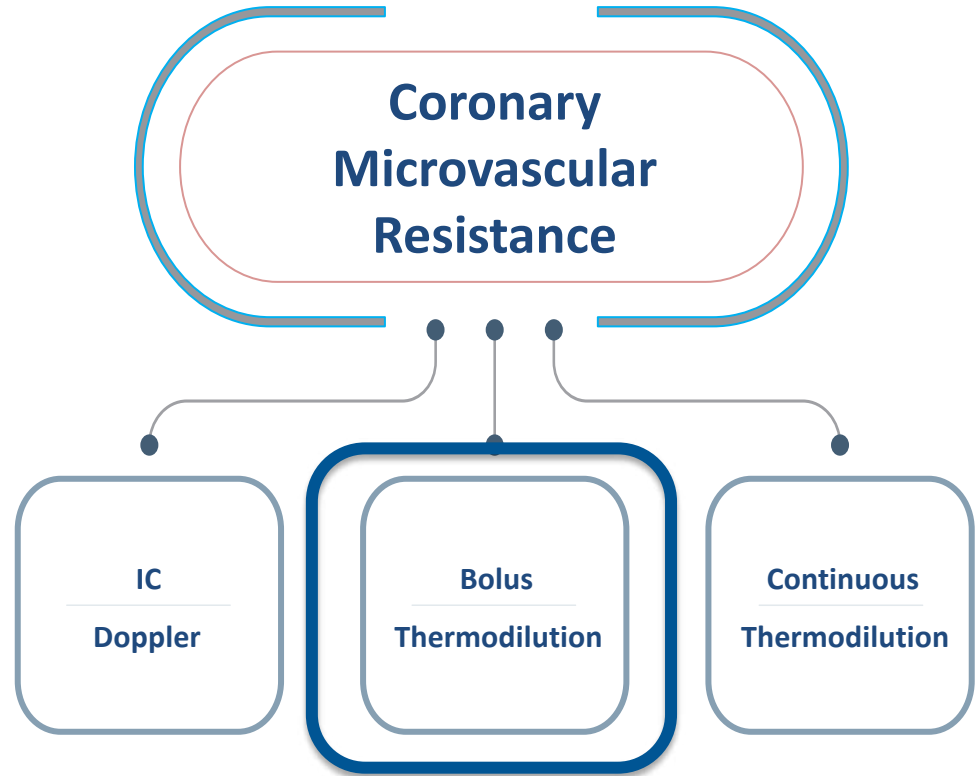 Coronary
Microvascular
Resistance
IC
Doppler
Bolus
Thermodilution
Continuous
Thermodilution